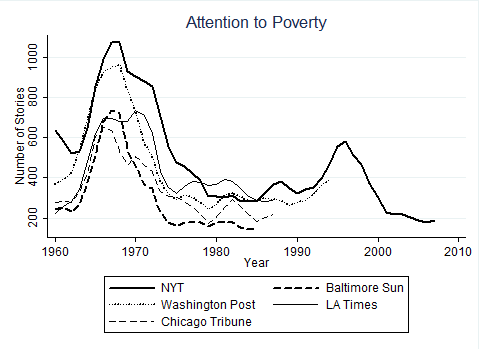 Attention to Poverty
Number of Stories
1000
800
600
400
200
1960 1970 1980 1990 2000 2010
Year
NYT Baltimore Sun
Washington Post LA Times
Chicago Tribune